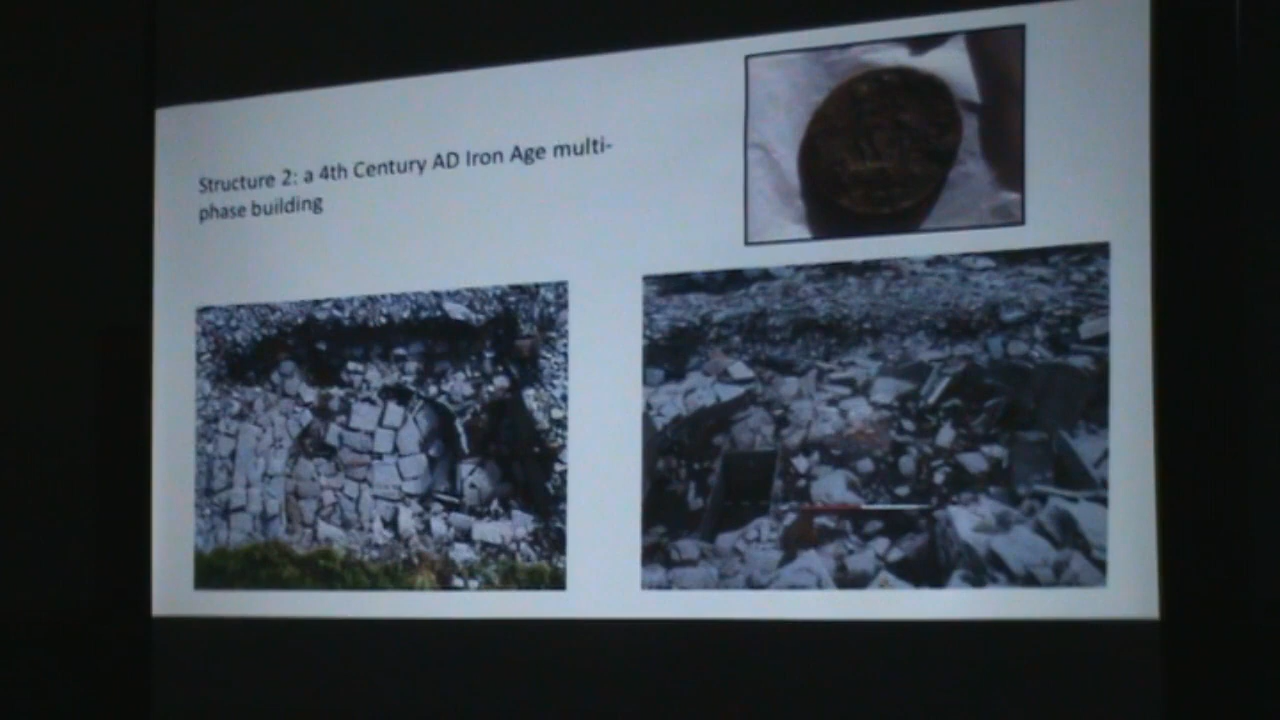 Structure 2: a 4th Century AD Iron Age multi-
phase building